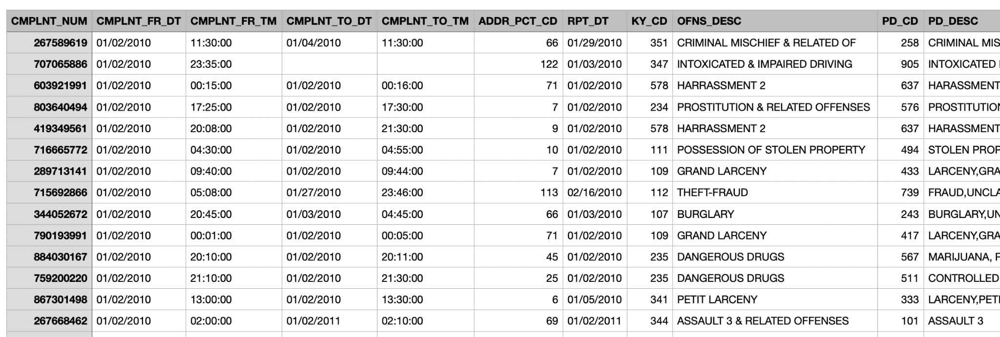 CMPLNT_NUM CMPLNT_FR_DT CMPLNT_FR_TM CMPLNT_TO_DT CMPLNT_TO_TM ADDR_PCT_CD RPT_DT KY_CD OFNS_DESC PD_CD PD_DESC
267589619 01/02/2010 11:30:00 01/04/2010 11:30:00 66 01/29/2010 351 CRIMINAL MISCHIEF & RELATED OF 258 CRIMINAL MIS
707065886 01/02/2010 23:35:00 122 01/03/2010 347 INTOXICATED & IMPAIRED DRIVING 905 INTOXICATED
603921991 01/02/2010 00:15:00 01/02/2010 00:16:00 71 01/02/2010 578 HARRASSMENT 2 637 HARASSMENT
803640494 01/02/2010 17:25:00 01/02/2010 17:30:00 7 01/02/2010 234 PROSTITUTION & RELATED OFFENSES 576 PROSTITUTION
419349561 01/02/2010 20:08:00 01/02/2010 21:30:00 9 01/02/2010 578 HARRASSMENT 2 637 HARASSMENT
716665772 01/02/2010 04:30:00 01/02/2010 04:55:00 10 01/02/2010 111 POSSESSION OF STOLEN PROPERTY 494 STOLEN PROP
289713141 01/02/2010 09:40:00 01/02/2010 09:44:00 7 01/02/2010 109 GRAND LARCENY 433 LARCENY,GRA
715692866 01/02/2010 05:08:00 01/27/2010 23:46:00 113 02/16/2010 112 THEFT-FRAUD 739 FRAUD,UNCLA
344052672 01/02/2010 20:45:00 01/03/2010 04:45:00 66 01/03/2010 107 BURGLARY 243 BURGLARY,UN
790193991 01/02/2010 00:01:00 01/02/2010 00:05:00 71 01/02/2010 109 GRAND LARCENY 417 LARCENY,GRA
884030167 01/02/2010 20:10:00 01/02/2010 20:11:00 45 01/02/2010 235 DANGEROUS DRUGS 567 MARIJUANA, P
759200220 01/02/2010 21:10:00 01/02/2010 21:30:00 25 01/02/2010 235 DANGEROUS DRUGS 511 CONTROLLED
867301498 01/02/2010 13:00:00 01/02/2010 13:30:00 6 01/05/2010 341 PETIT LARCENY 333 LARCENY,PETI
267668462 01/02/2010 02:00:00 01/02/2011 02:10:00 69 01/02/2011 344 ASSAULT 3 & RELATED OFFENSES 101 ASSAULT 3